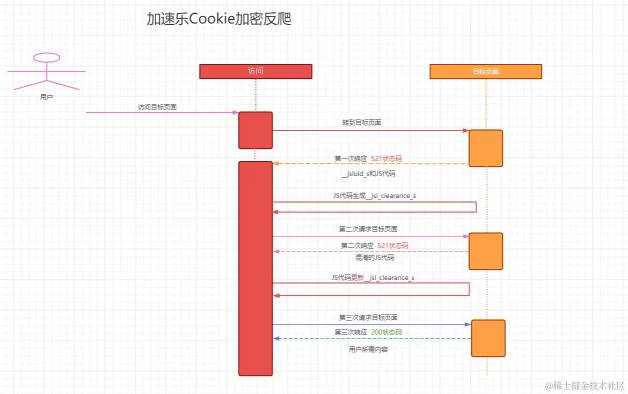 加速乐Cookie加密反爬
访问
目标页面
用户
访问目标页面
转到目标页面
第一次响应 521状态码
__jsluid_s和JS代码
JS代码生成__jsl_clearance_s
第二次请求目标页面
第二次响应 521状态码
混淆的JS代码
JS代码更新__jsl_clearance_s
第三次请求目标页面
第三次响应 200状态码
用户所需内容
@稀土掘金技术社区